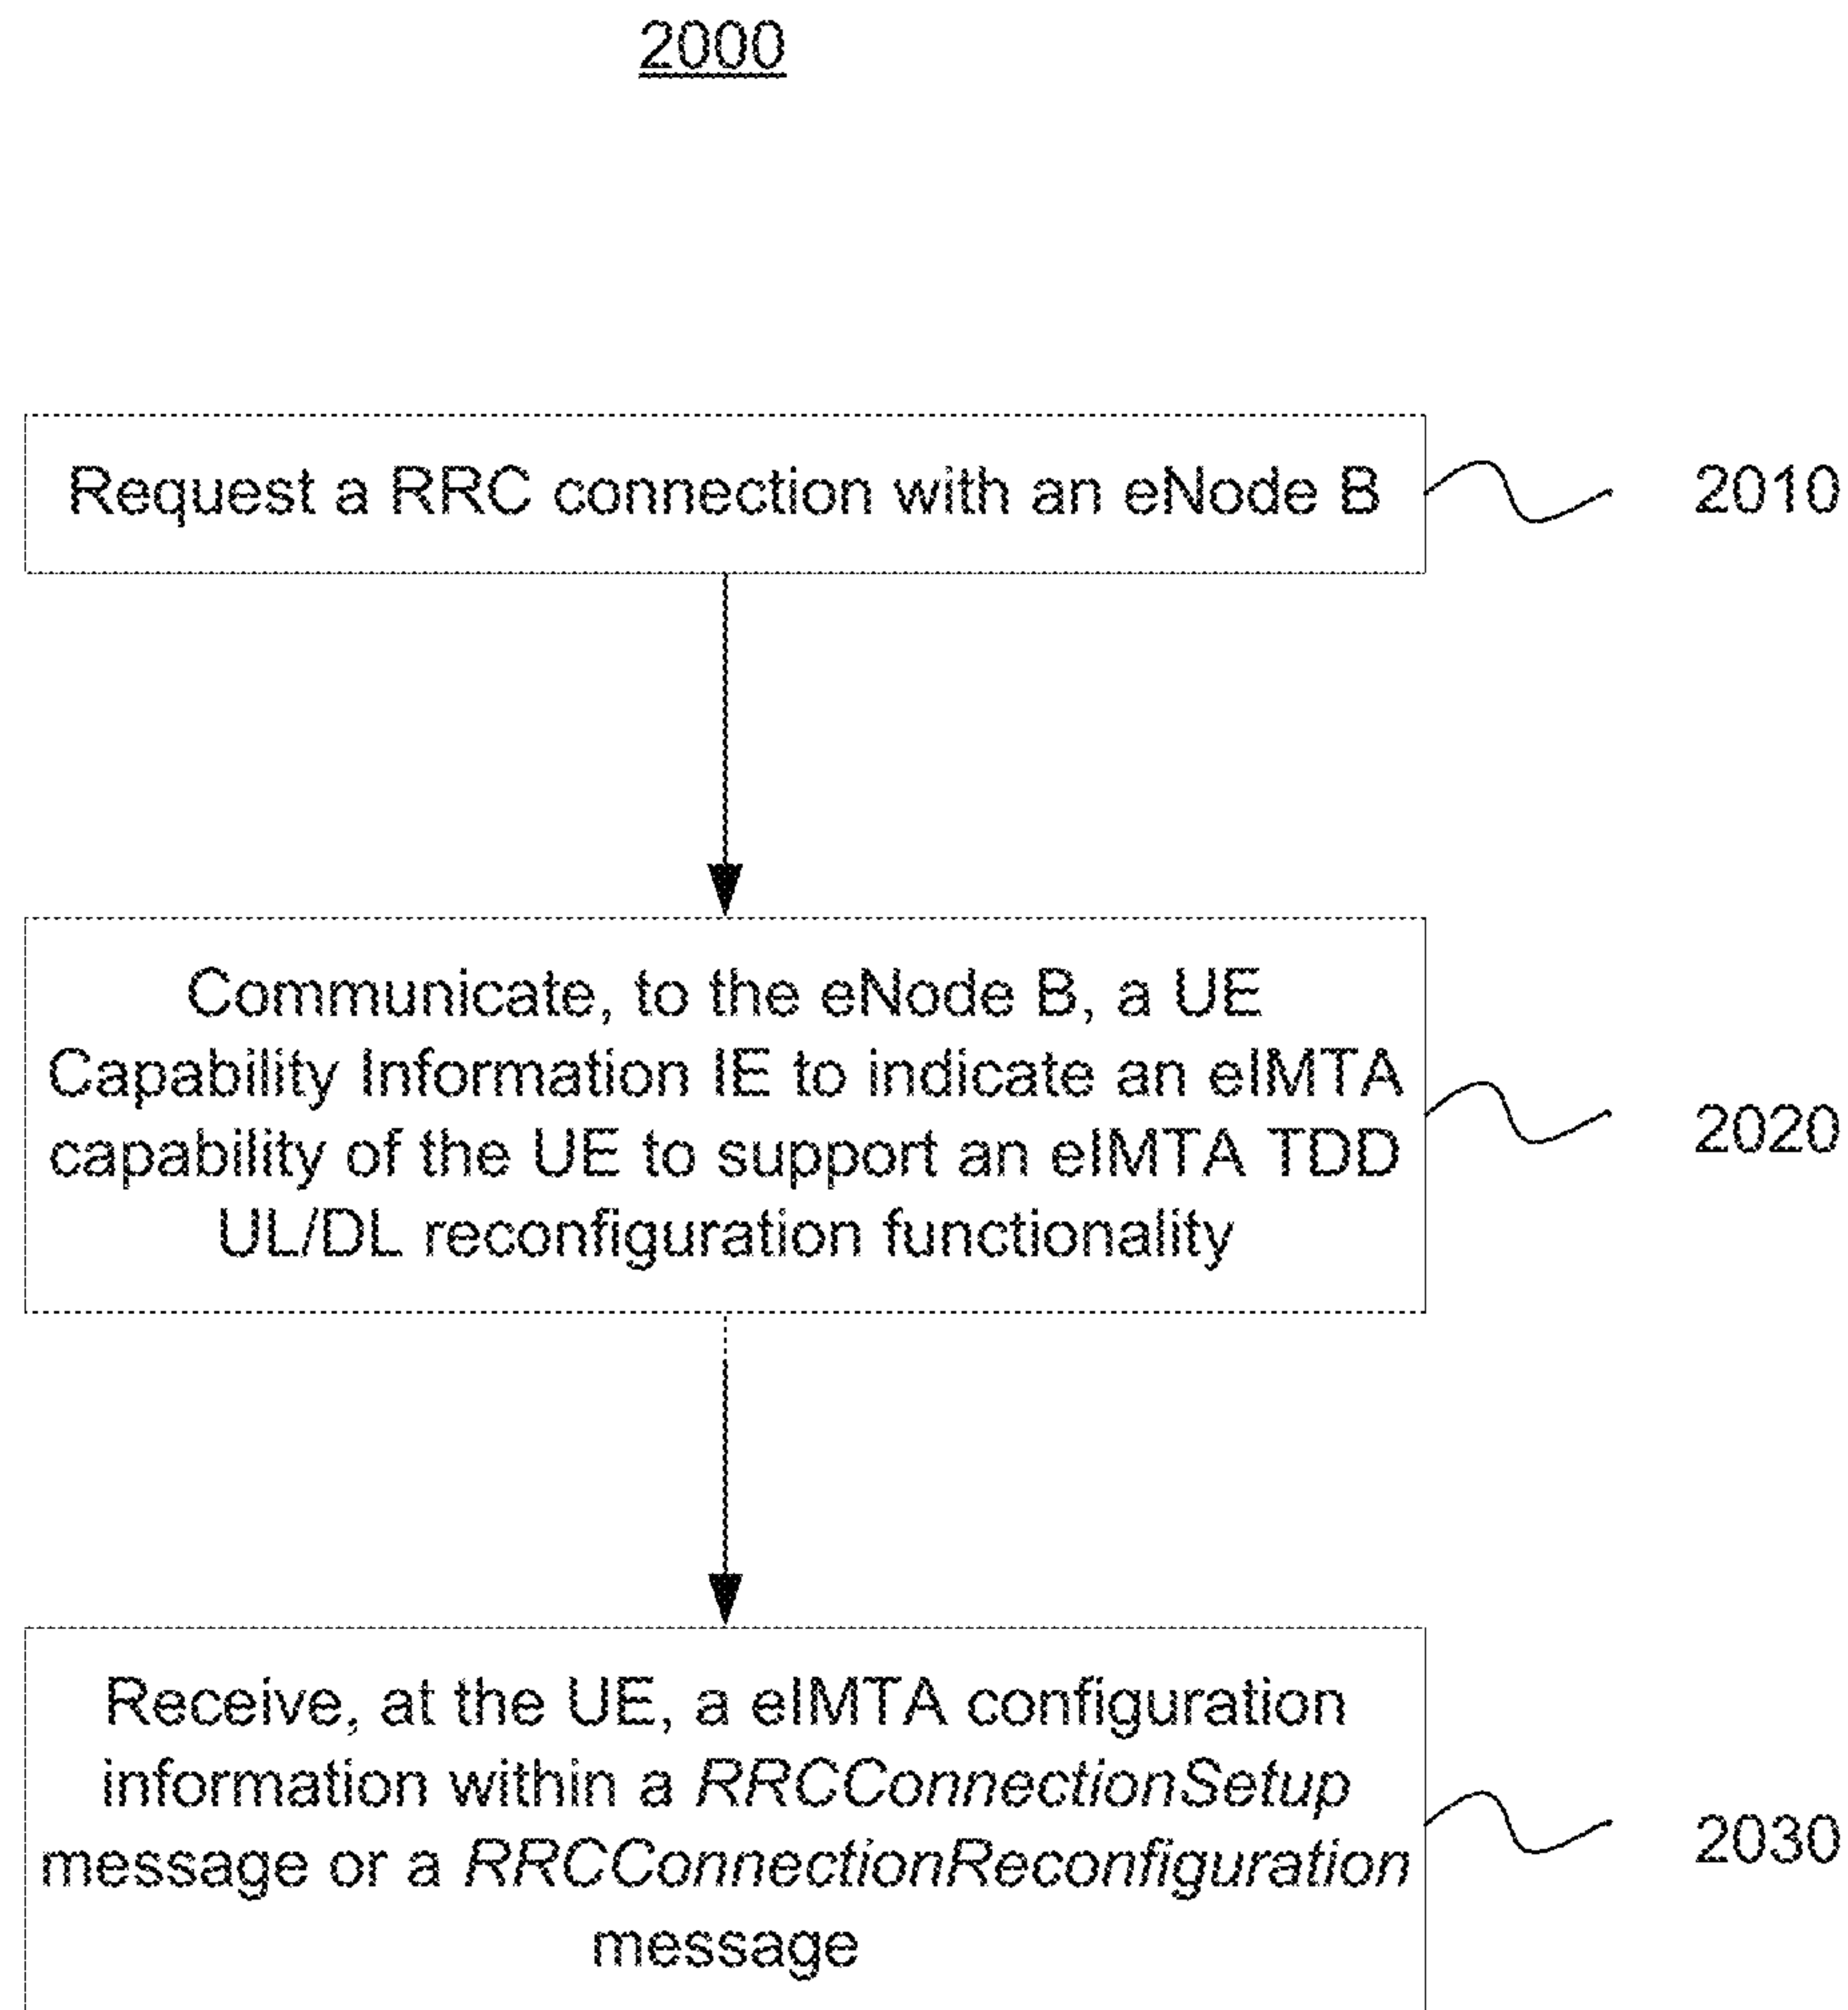 2000
Request a RRC connection with an eNode B
2010
Communicate, to the eNode B, a UE
Capability Information IE to indicate an eIMTA
capability of the UE to support an eIMTA TDD
UL/DL reconfiguration functionality
2020
Receive, at the UE, a eIMTA configuration
information within a RRCConnectionSetup
message or a RRCConnectionReconfiguration
message
2030